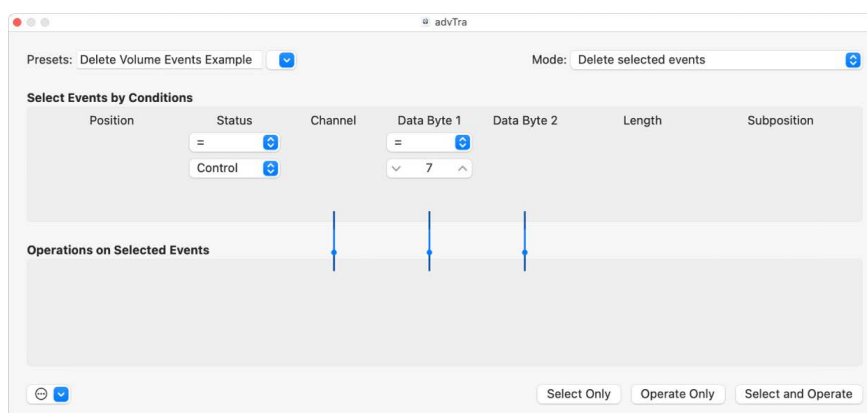 advTra
Presets: Delete Volume Events Example Mode: Delete selected events
Select Events by Conditions
Position Status Channel Data Byte 1 Data Byte 2 Length Subposition
= =
Control 7
Operations on Selected Events
Select Only Operate Only Select and Operate